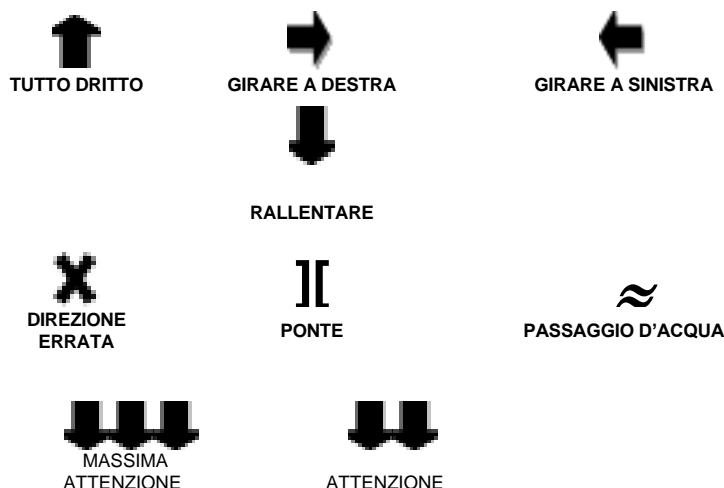 TUTTO DRITTO
GIRARE A DESTRA
GIRARE A SINISTRA
RALLENTARE
][
≈
DIREZIONE
ERRATA
PONTE
PASSAGGIO D'ACQUA
MASSIMA
ATTENZIONE
ATTENZIONE